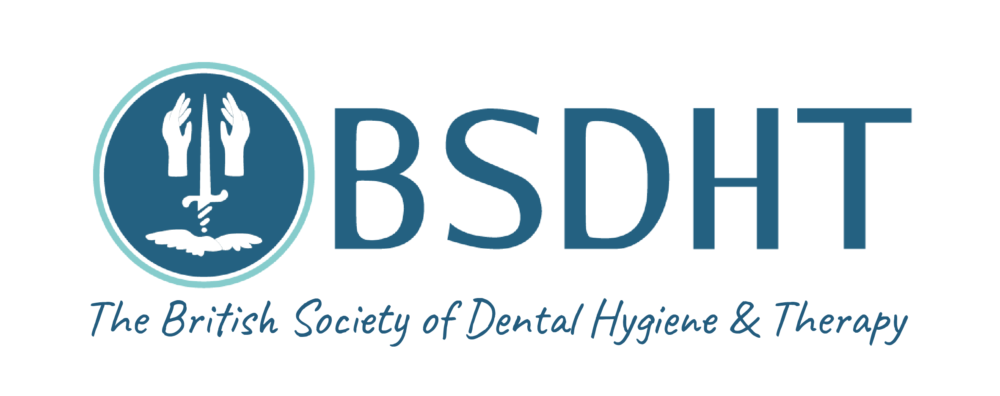 BSDHT
The British Society of Dental Hygiene & Therapy